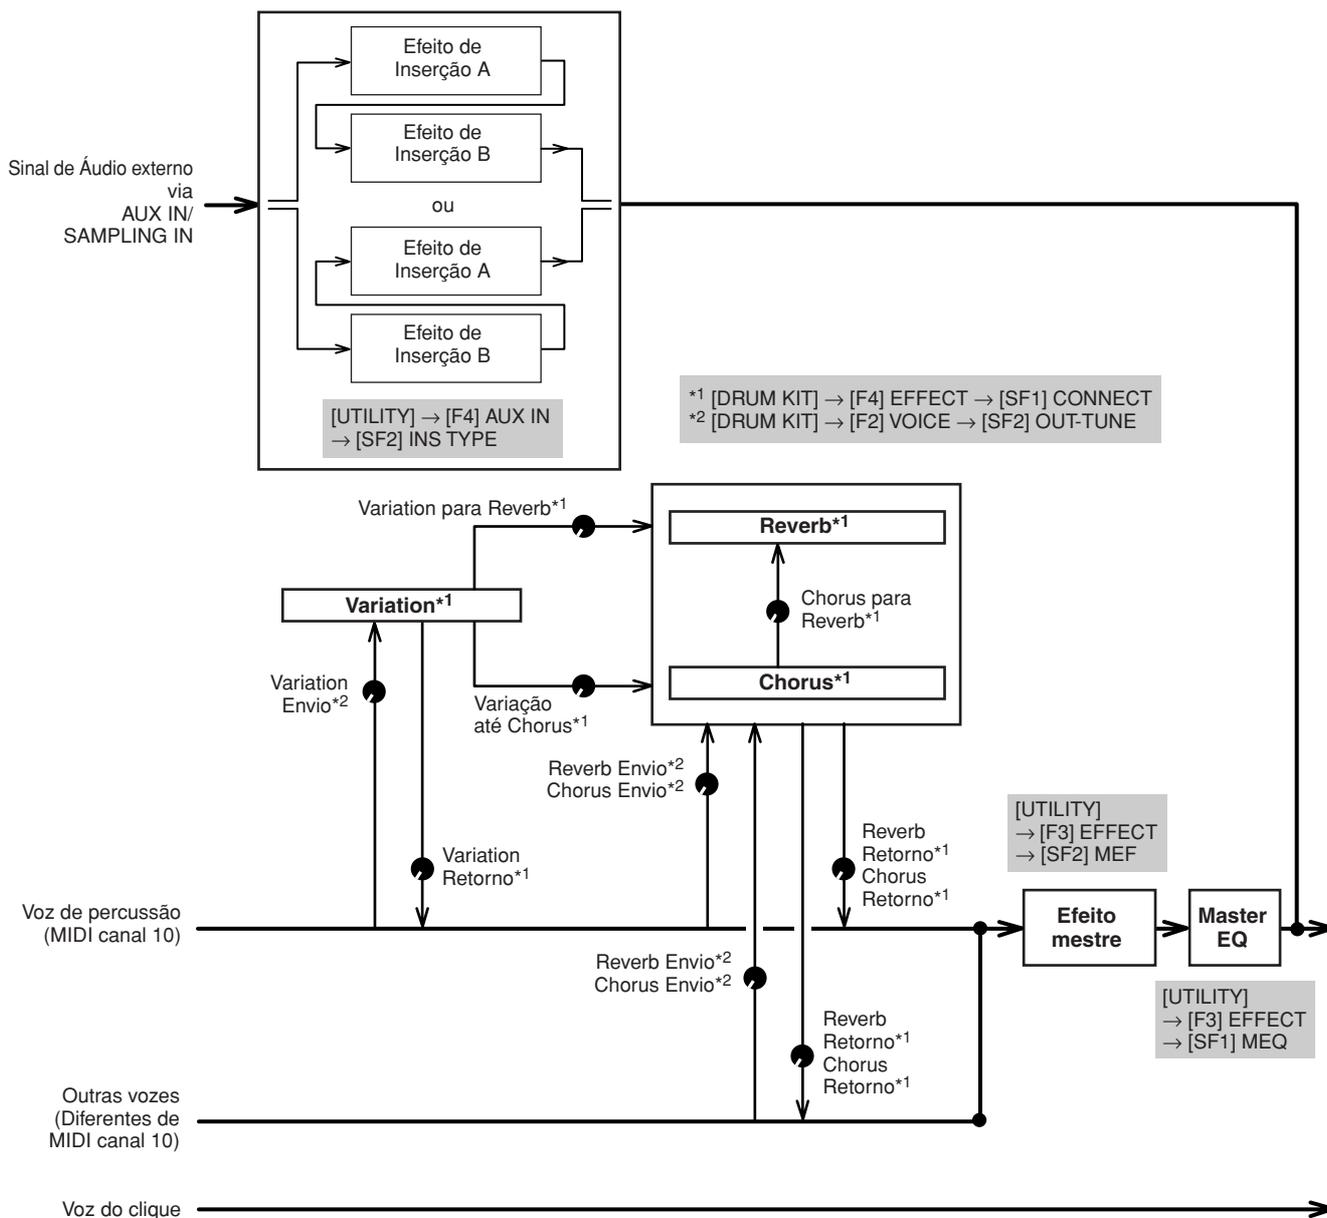 Efeito de
Inserção A
Efeito de
Inserção B
Sinal de Áudio externo
via
AUX IN/
SAMPLING IN
ou
Efeito de
Inserção A
Efeito de
Inserção B
[UTILITY] → [F4] AUX IN
→ [SF2] INS TYPE
*1 [DRUM KIT] → [F4] EFFECT → [SF1] CONNECT
*2 [DRUM KIT] → [F2] VOICE → [SF2] OUT-TUNE
Variation para Reverb*1
Reverb*1
Variation*1
Chorus para
Reverb*1
Variation
Envio*2
Chorus*1
Variação
até Chorus*1
Reverb Envio*2
Chorus Envio*2
Variation
Retorno*1
Reverb
Retorno*1
Chorus
Retorno*1
[UTILITY]
→ [F3] EFFECT
→ [SF2] MEF
Voz de percussão
(MIDI canal 10)
Efeito
mestre
Master
EQ
Reverb Envio*2
Chorus Envio*2
[UTILITY]
→ [F3] EFFECT
→ [SF1] MEQ
Reverb
Retorno*1
Chorus
Retorno*1
Outras vozes
(Diferentes de
MIDI canal 10)
Voz do clique